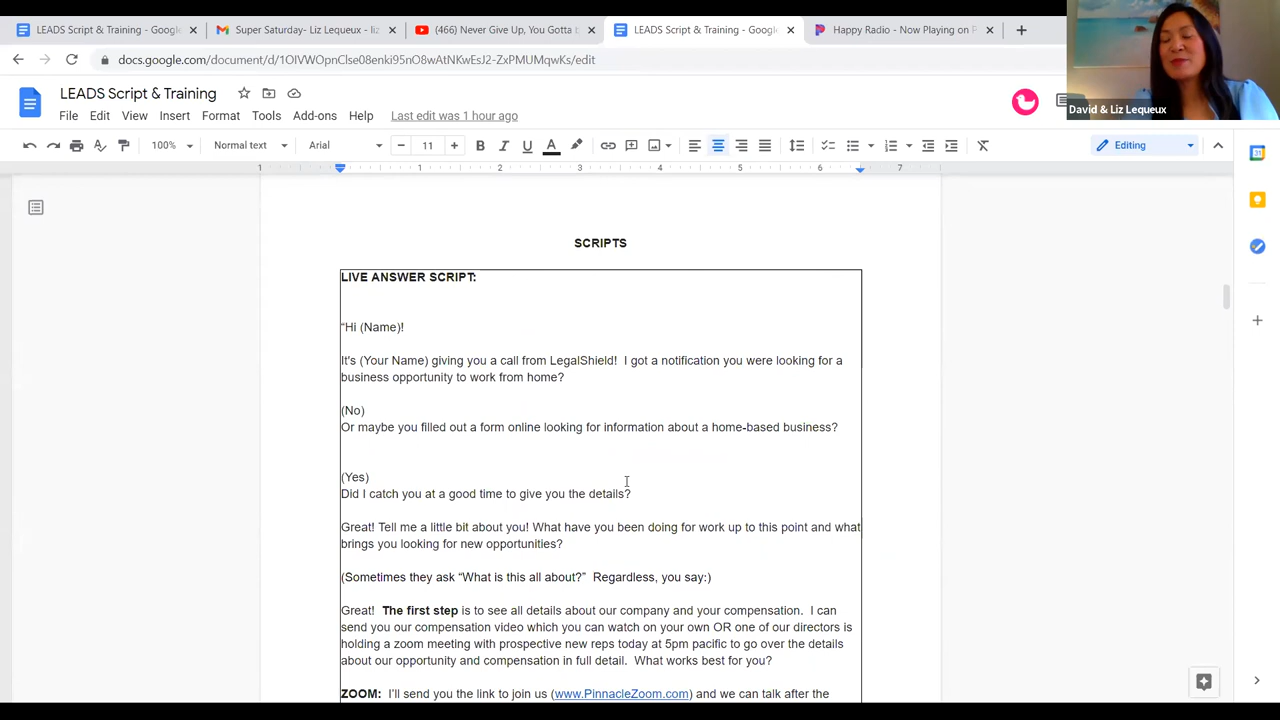 LEADS Script & Training - Google
Super Saturday- Liz Lequeux - liz
(466) Never Give Up, You Gotta b
LEADS Script & Training - Google
Happy Radio - Now Playing on P
docs.google.com/document/d/1OIVWOpnClse08enki95nO8wAtNKwEsJ2-ZxPMUMqwKs/edit
David & Liz Lequeux
LEADS Script & Training
File Edit View Insert Format Tools Add-ons Help Last edit was 1 hour ago
100% Normal text Arial 11 Editing
1 1 2 3 4 5 6 7
SCRIPTS
LIVE ANSWER SCRIPT:
“Hi (Name)!
It's (Your Name) giving you a call from LegalShield! I got a notification you were looking for a
business opportunity to work from home?
(No)
Or maybe you filled out a form online looking for information about a home-based business?
(Yes)
Did I catch you at a good time to give you the details?
Great! Tell me a little bit about you! What have you been doing for work up to this point and what
brings you looking for new opportunities?
(Sometimes they ask “What is this all about?” Regardless, you say:)
Great! The first step is to see all details about our company and your compensation. I can
send you our compensation video which you can watch on your own OR one of our directors is
holding a zoom meeting with prospective new reps today at 5pm pacific to go over the details
about our opportunity and compensation in full detail. What works best for you?
ZOOM: I’ll send you the link to join us (www.PinnacleZoom.com) and we can talk after the